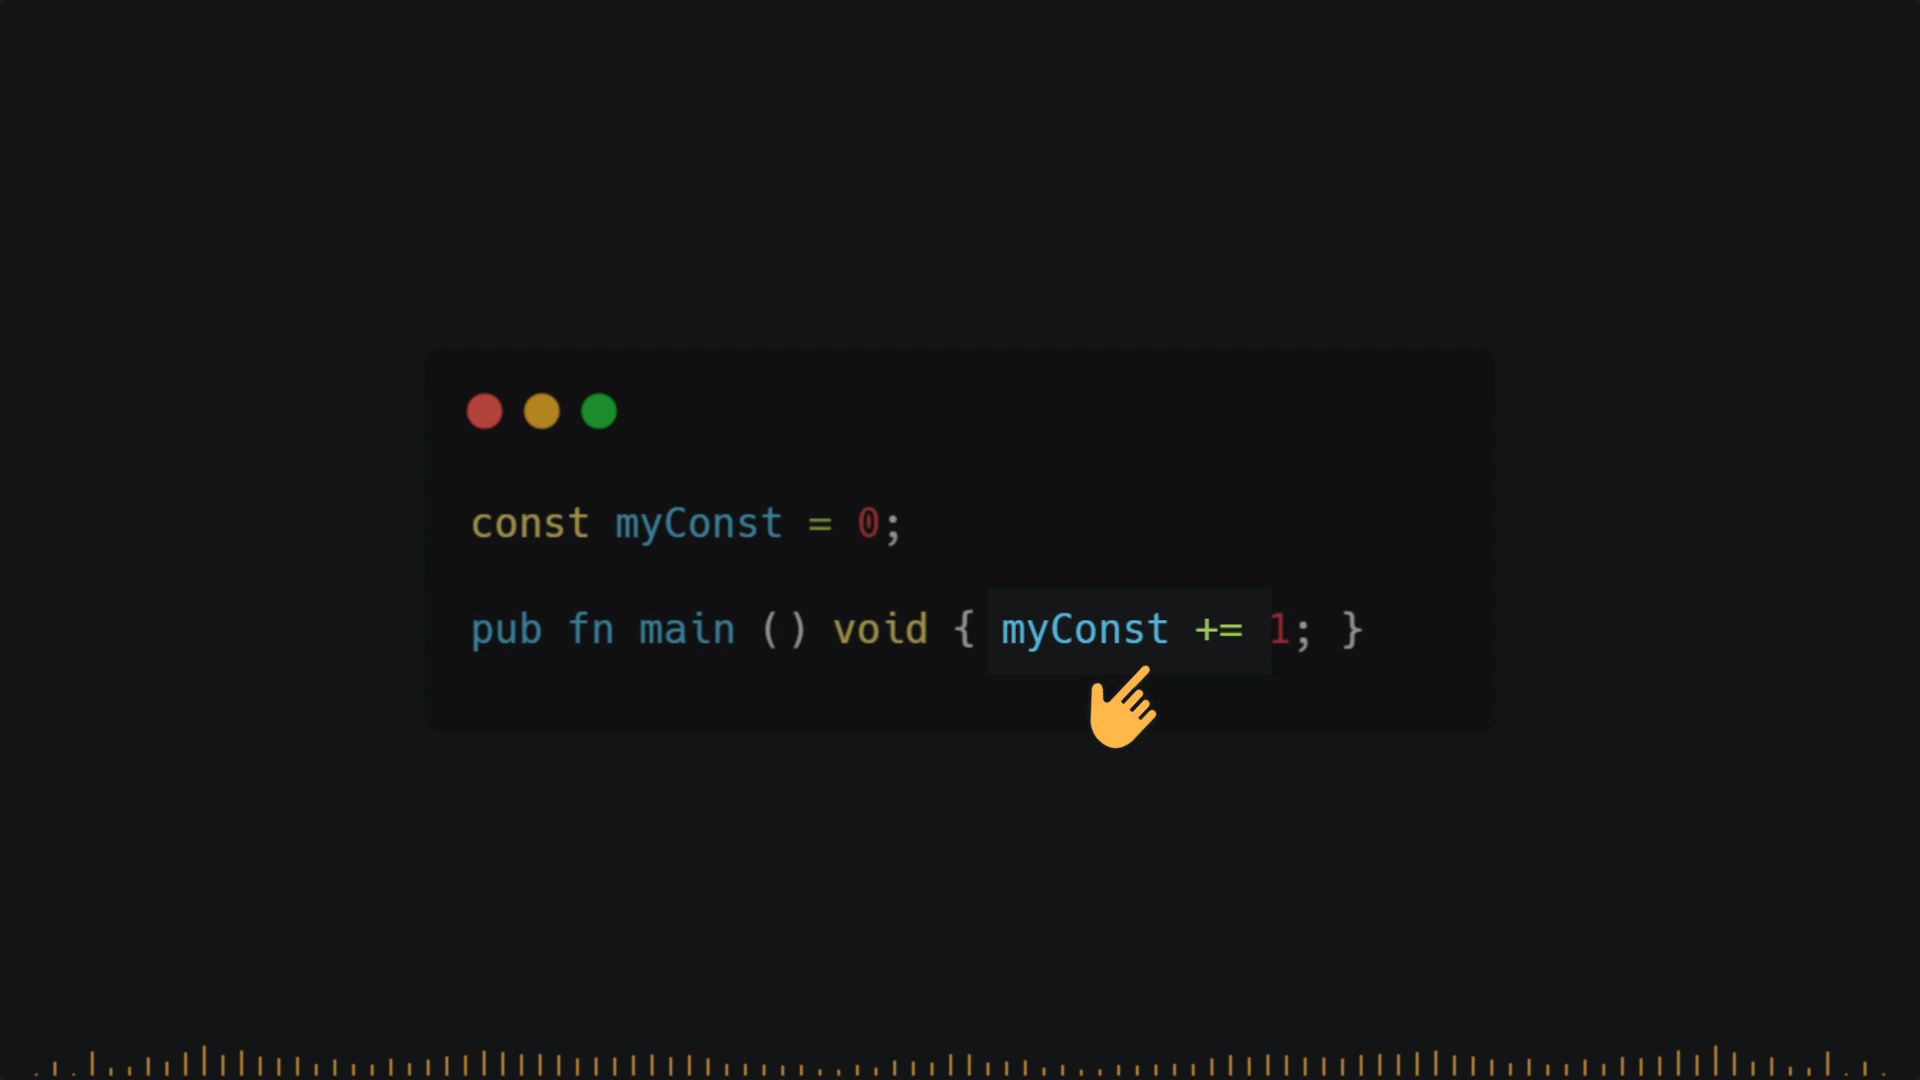 const myConst = 0;
pub fn main () void { myConst += 1; }